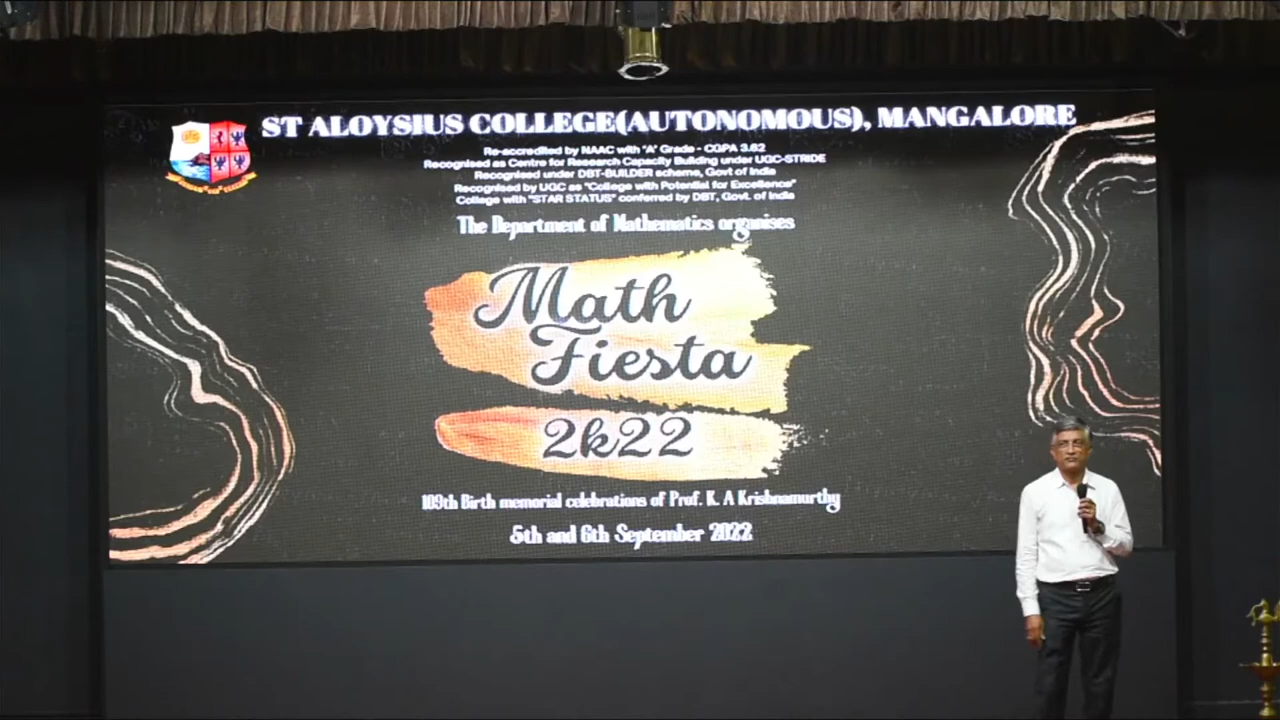 ST ALOYSIUS COLLEGE(AUTONOMOUS), MANGALORE
Re-accredited by NAAC with "A" Grade - CGPA 3.62
Recognised as Centre for Research Capacity Building under UGC-STRIDE
Recognised under DBT-BUILDER scheme, Govt of India
Recognised by UGC as "College with Potential for Excellence"
College with "STAR STATUS" conferred by DBT, Govt. of India
The Department of Mathematics organises
Math
Fiesta
2k22
109th Birth memorial celebrations of Prof. K. A Krishnamurthy
5th and 6th September 2022